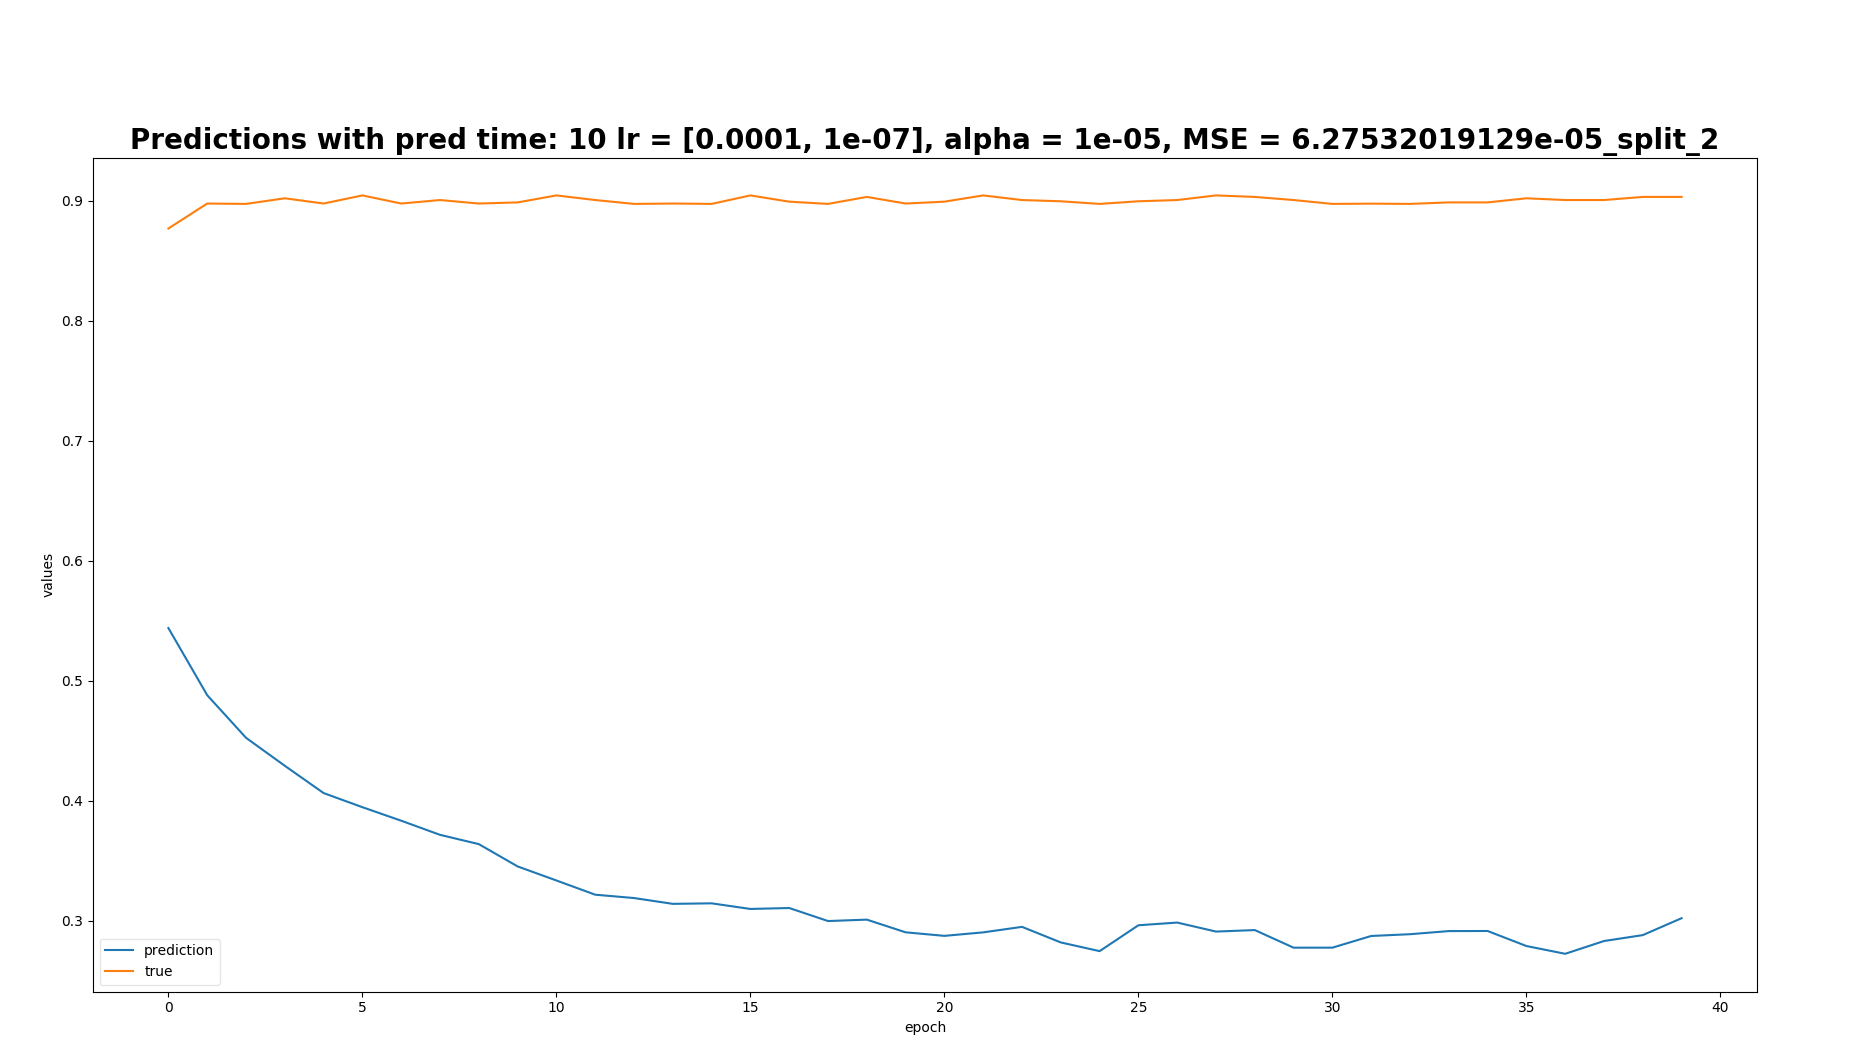 Predictions with pred time: 10 lr = [0.0001, 1e-07], alpha = 1e-05, MSE = 6.27532019129e-05_split_2
0.9
0.8
0.7
0.6
0.5
0.4
0.3
values
prediction
true
0 5 10 15 20 25 30 35 40
epoch